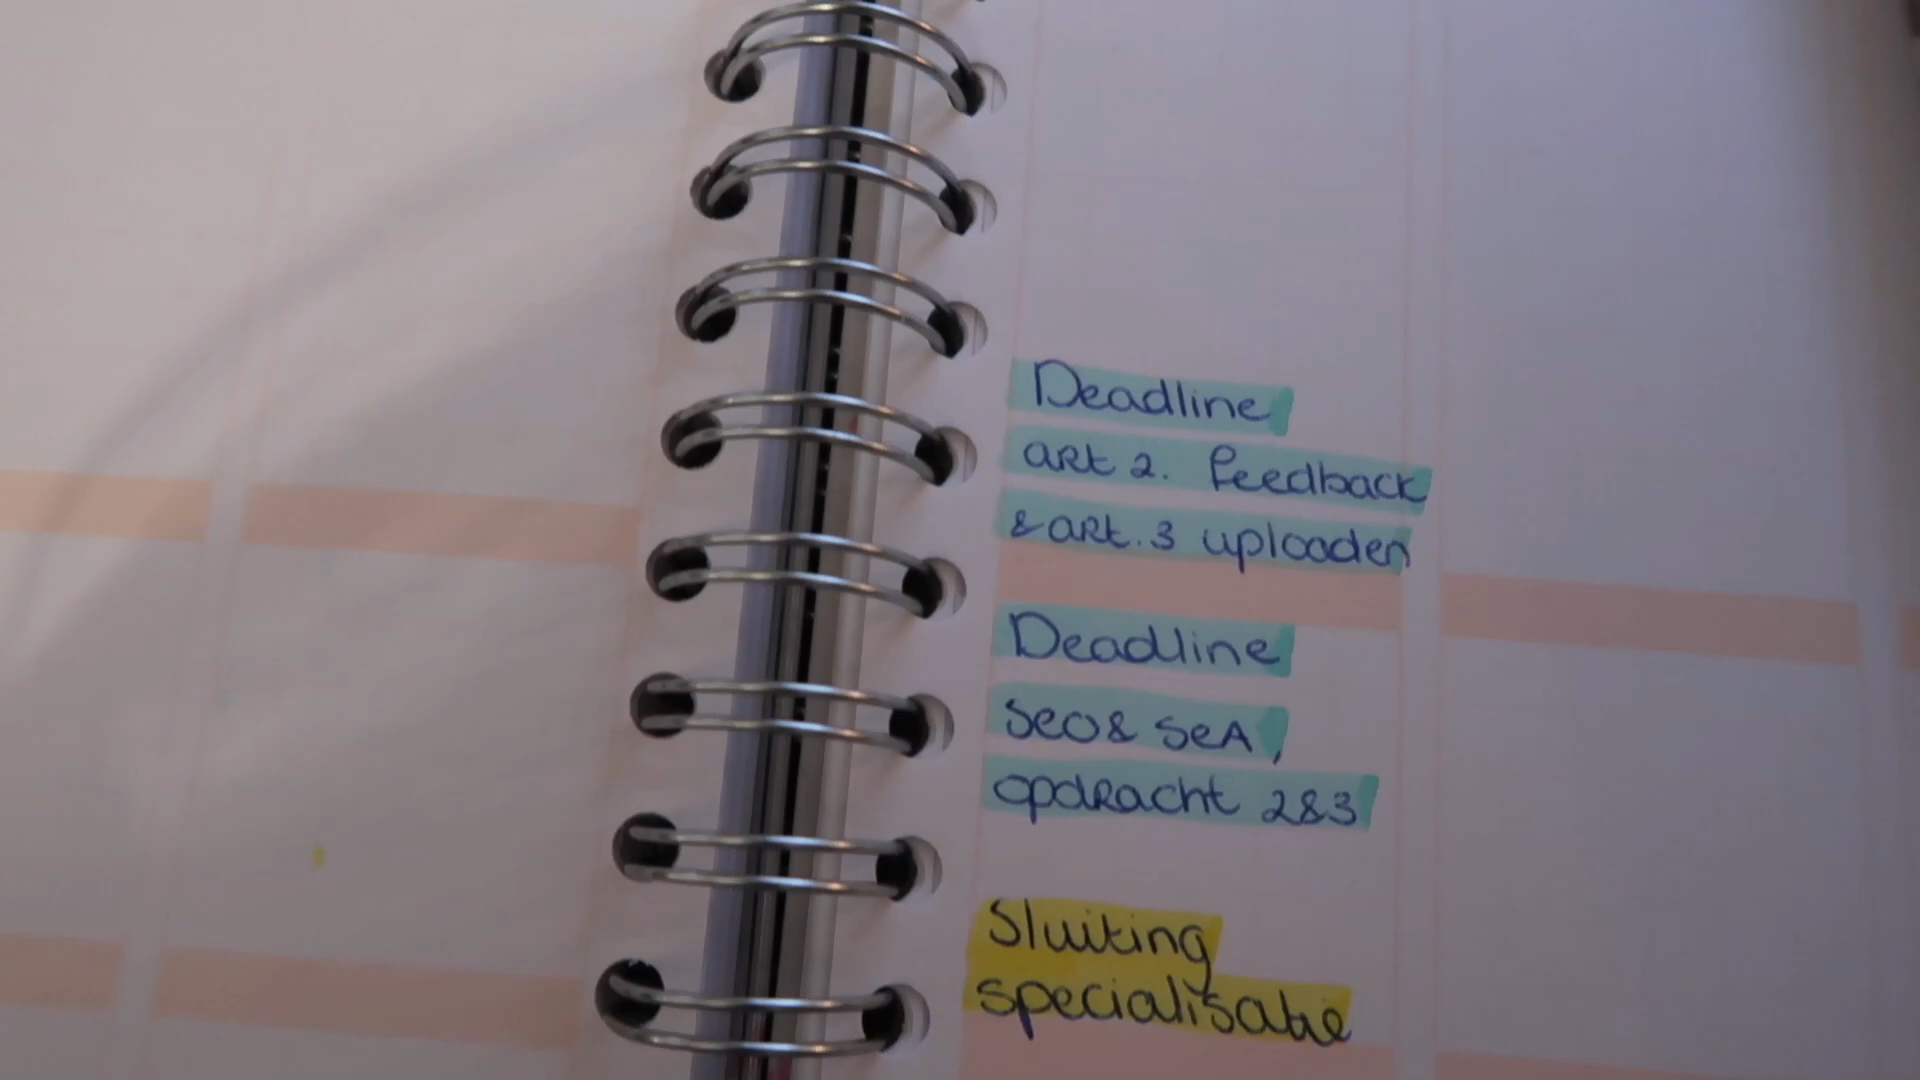 Deadline
art 2. feedback
& art. 3 uploaden
Deadline
SEO & SEA,
opdracht 2&3
Sluiting
specialisatie